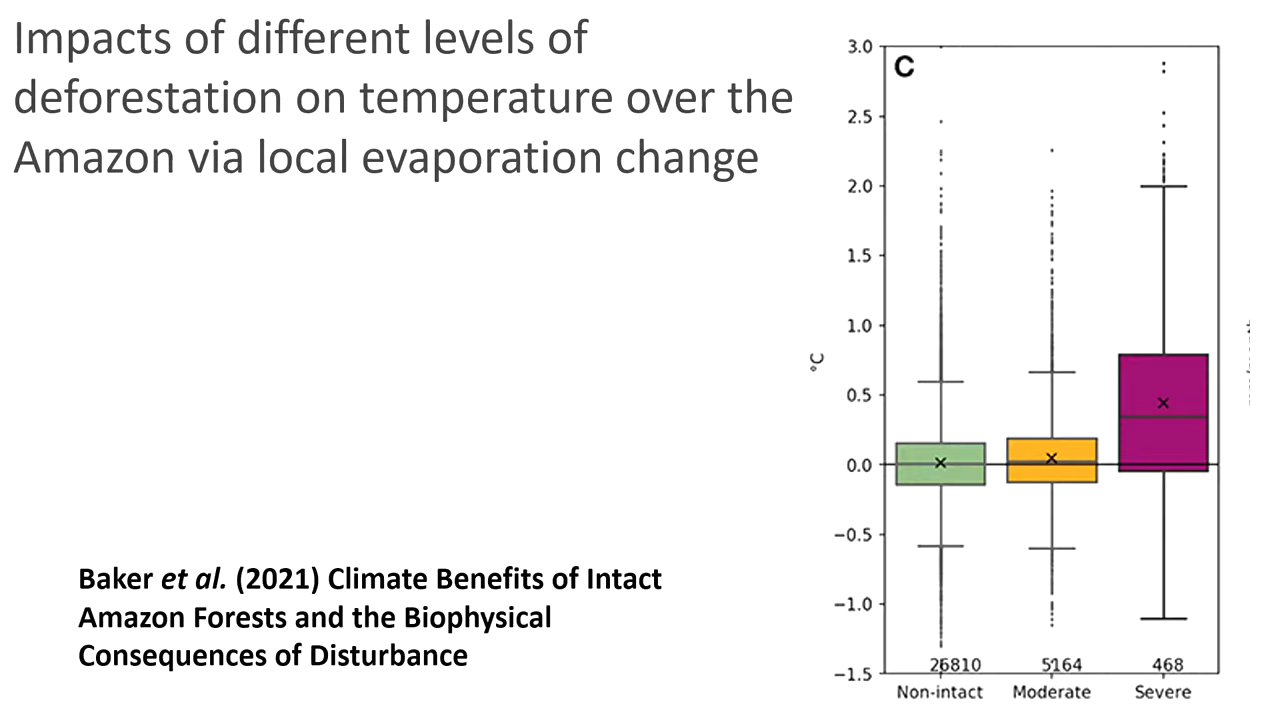 Impacts of different levels of
deforestation on temperature over the
Amazon via local evaporation change
Baker et al. (2021) Climate Benefits of Intact
Amazon Forests and the Biophysical
Consequences of Disturbance
C
°C
3.0
2.5
2.0
1.5
1.0
0.5
0.0
−0.5
−1.0
−1.5
26810 5164 468
Non-intact Moderate Severe